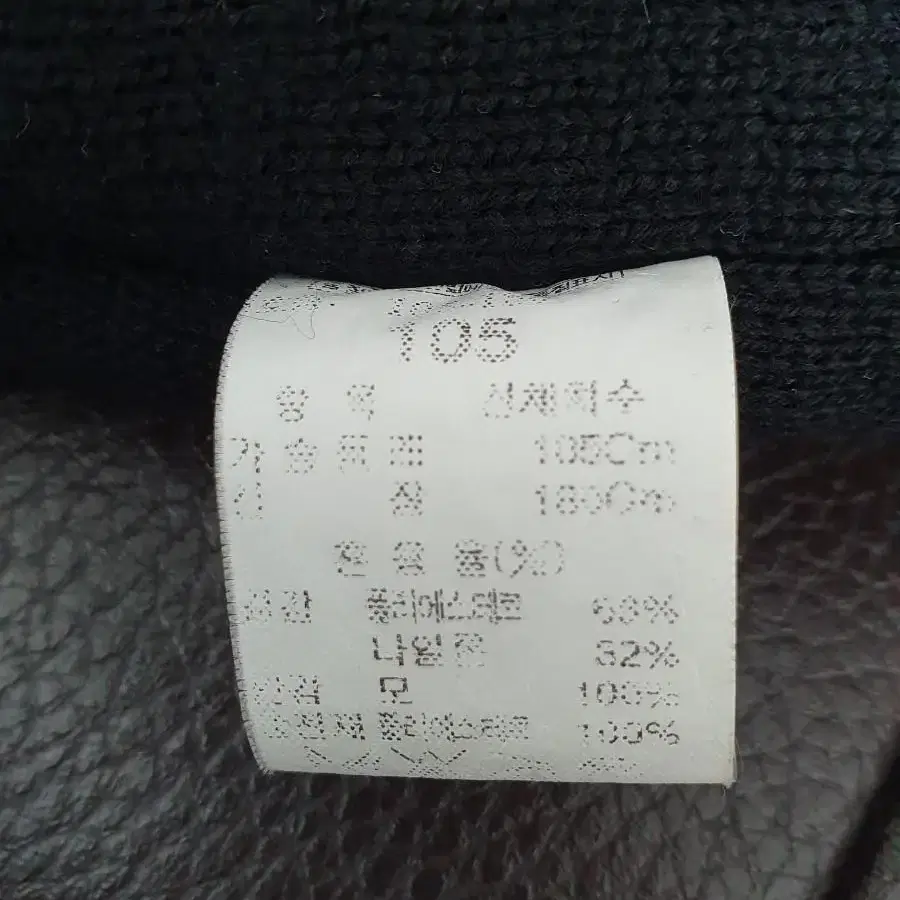 105
항 목 신체치수
가 슴 둘 레 105Cm
신 장 180Cm
혼 용 율(%)
겉감 폴리에스테르 68%
나일론 32%
안감 면 100%
충전재 폴리에스테르 100%